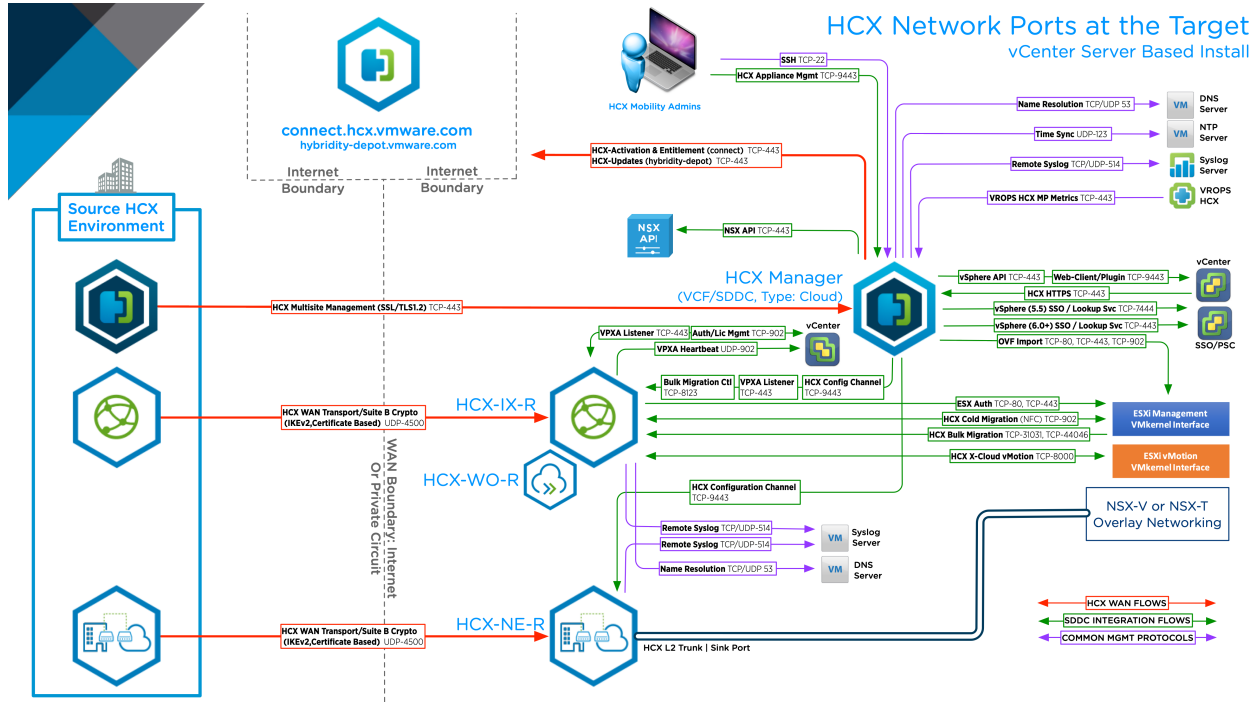 HCX Network Ports at the Target
vCenter Server Based Install
connect.hcx.vmware.com
hybridity-depot.vmware.com
Internet
Boundary
Internet
Boundary
HCX Mobility Admins
SSH TCP-22
HCX Appliance Mgmt TCP-9443
HCX-Activation & Entitlement (connect) TCP-443
HCX-Updates (hybridity-depot) TCP-443
Name Resolution TCP/UDP 53
VM
DNS
Server
Time Sync UDP-123
VM
NTP
Server
Remote Syslog TCP/UDP-514
Syslog
Server
VROPS HCX MP Metrics TCP-443
VROPS
HCX
Source HCX
Environment
NSX
API
NSX API TCP-443
HCX Manager
(VCF/SDDC, Type: Cloud)
HCX Multisite Management (SSL/TLS1.2) TCP-443
vCenter
vSphere API TCP-443
Web-Client/Plugin TCP-9443
HCX HTTPS TCP-443
vSphere (5.5) SSO / Lookup Svc TCP-7444
vSphere (6.0+) SSO / Lookup Svc TCP-443
SSO/PSC
OVF Import TCP-80, TCP-443, TCP-902
VPXA Listener TCP-443
Auth/Lic Mgmt TCP-902
vCenter
VPXA Heartbeat UDP-902
Bulk Migration Ctl
TCP-8123
VPXA Listener
TCP-443
HCX Config Channel
TCP-9443
HCX-IX-R
HCX WAN Transport/Suite B Crypto
(IKEv2,Certificate Based) UDP-4500
ESX Auth TCP-80, TCP-443
HCX Cold Migration (NFC) TCP-902
HCX Bulk Migration TCP-31031, TCP-44046
ESXi Management
VMkernel Interface
HCX X-Cloud vMotion TCP-8000
ESXi vMotion
VMkernel Interface
HCX-WO-R
WAN Boundary: Internet
Or Private Circuit
HCX Configuration Channel
TCP-9443
NSX-V or NSX-T
Overlay Networking
Remote Syslog TCP/UDP-514
Remote Syslog TCP/UDP-514
VM
Syslog
Server
Name Resolution TCP/UDP 53
VM
DNS
Server
HCX-NE-R
HCX WAN Transport/Suite B Crypto
(IKEv2,Certificate Based) UDP-4500
HCX L2 Trunk | Sink Port
HCX WAN FLOWS
SDDC INTEGRATION FLOWS
COMMON MGMT PROTOCOLS